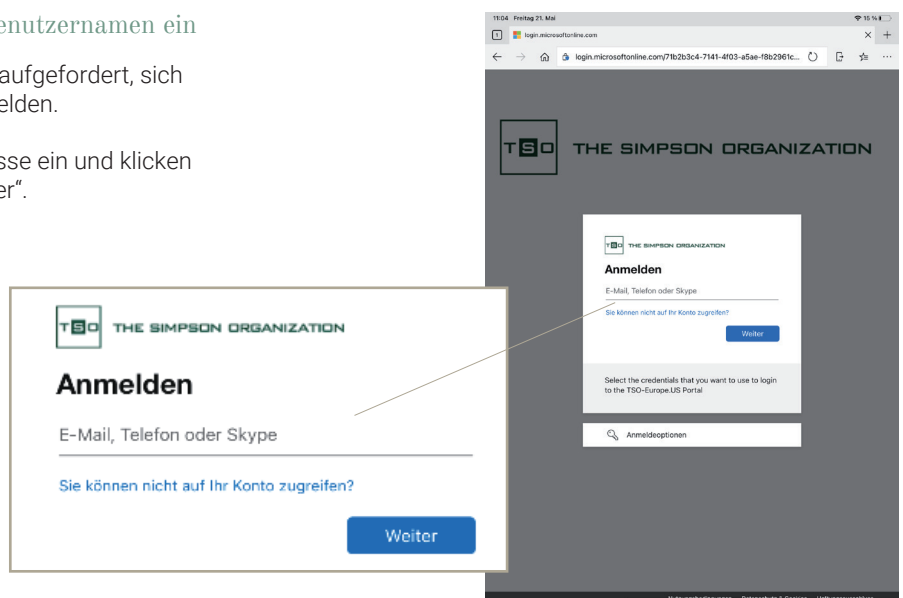 enutzernamen ein
aufgefordert, sich
elden.
sse ein und klicken
er“.
TSO THE SIMPSON ORGANIZATION
Anmelden
E-Mail, Telefon oder Skype
Sie können nicht auf Ihr Konto zugreifen?
Weiter
11:04 Freitag 21. Mai 15 %
1 login.microsoftonline.com
login.microsoftonline.com/71b2b3c4-7141-4f03-a5ae-f8b2961c...
TSO THE SIMPSON ORGANIZATION
TSO THE SIMPSON ORGANIZATION
Anmelden
E-Mail, Telefon oder Skype
Sie können nicht auf Ihr Konto zugreifen?
Weiter
Select the credentials that you want to use to login
to the TSO-Europe.US Portal
Anmeldeoptionen